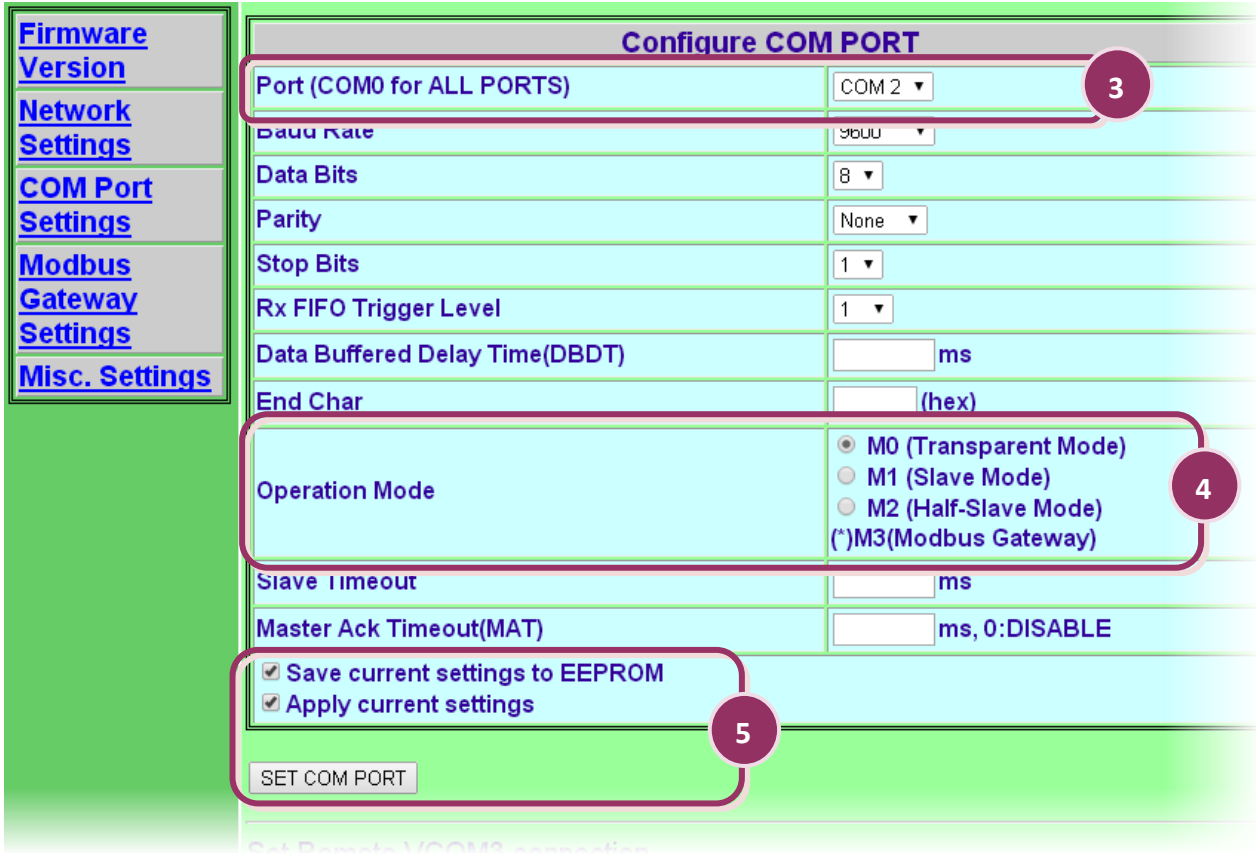 Firmware
Version
Network
Settings
COM Port
Settings
Modbus
Gateway
Settings
Misc. Settings
Configure COM PORT
Port (COM0 for ALL PORTS) COM 2
3
Baud Rate 9600
Data Bits 8
Parity None
Stop Bits 1
Rx FIFO Trigger Level 1
Data Buffered Delay Time(DBDT) ms
End Char (hex)
Operation Mode
M0 (Transparent Mode)
M1 (Slave Mode)
M2 (Half-Slave Mode)
(*)M3(Modbus Gateway)
4
Slave Timeout ms
Master Ack Timeout(MAT) ms, 0:DISABLE
Save current settings to EEPROM
Apply current settings
5
SET COM PORT
Set Remote VCOM3 connection